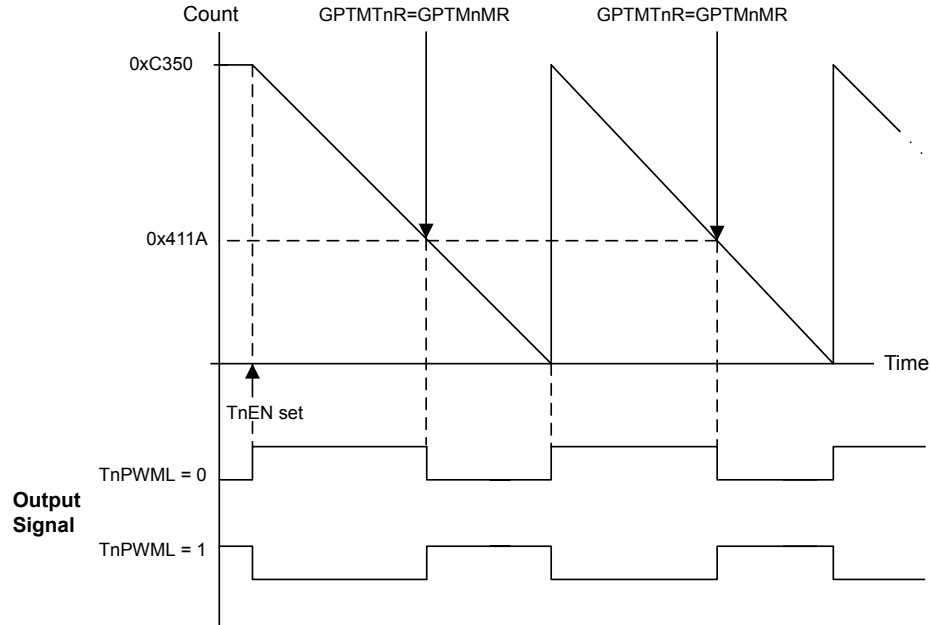 Count
GPTMTnR=GPTMnMR
GPTMTnR=GPTMnMR
0xC350
0x411A
Time
TnEN set
TnPWML = 0
Output
Signal
TnPWML = 1